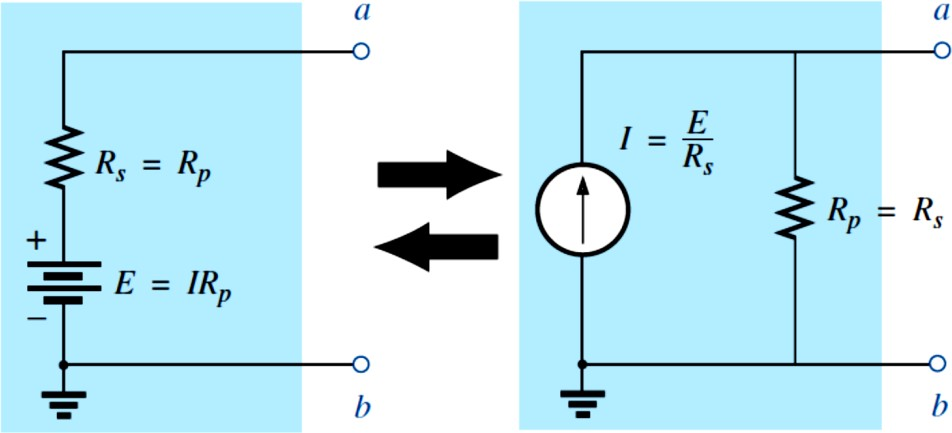 a
R_s = R_p
+
E = IR_p
−
b
a
I = E/R_s
R_p = R_s
b